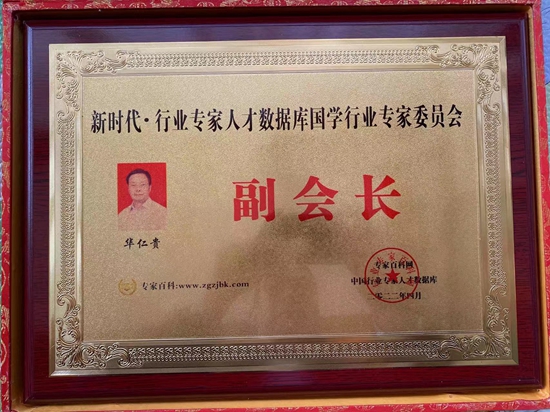 新时代·行业专家人才数据库国学行业专家委员会
副会长
华仁贵
专家百科:www.zgzjbk.com
专家百科网
中国行业专家人才数据库
二〇二二年四月